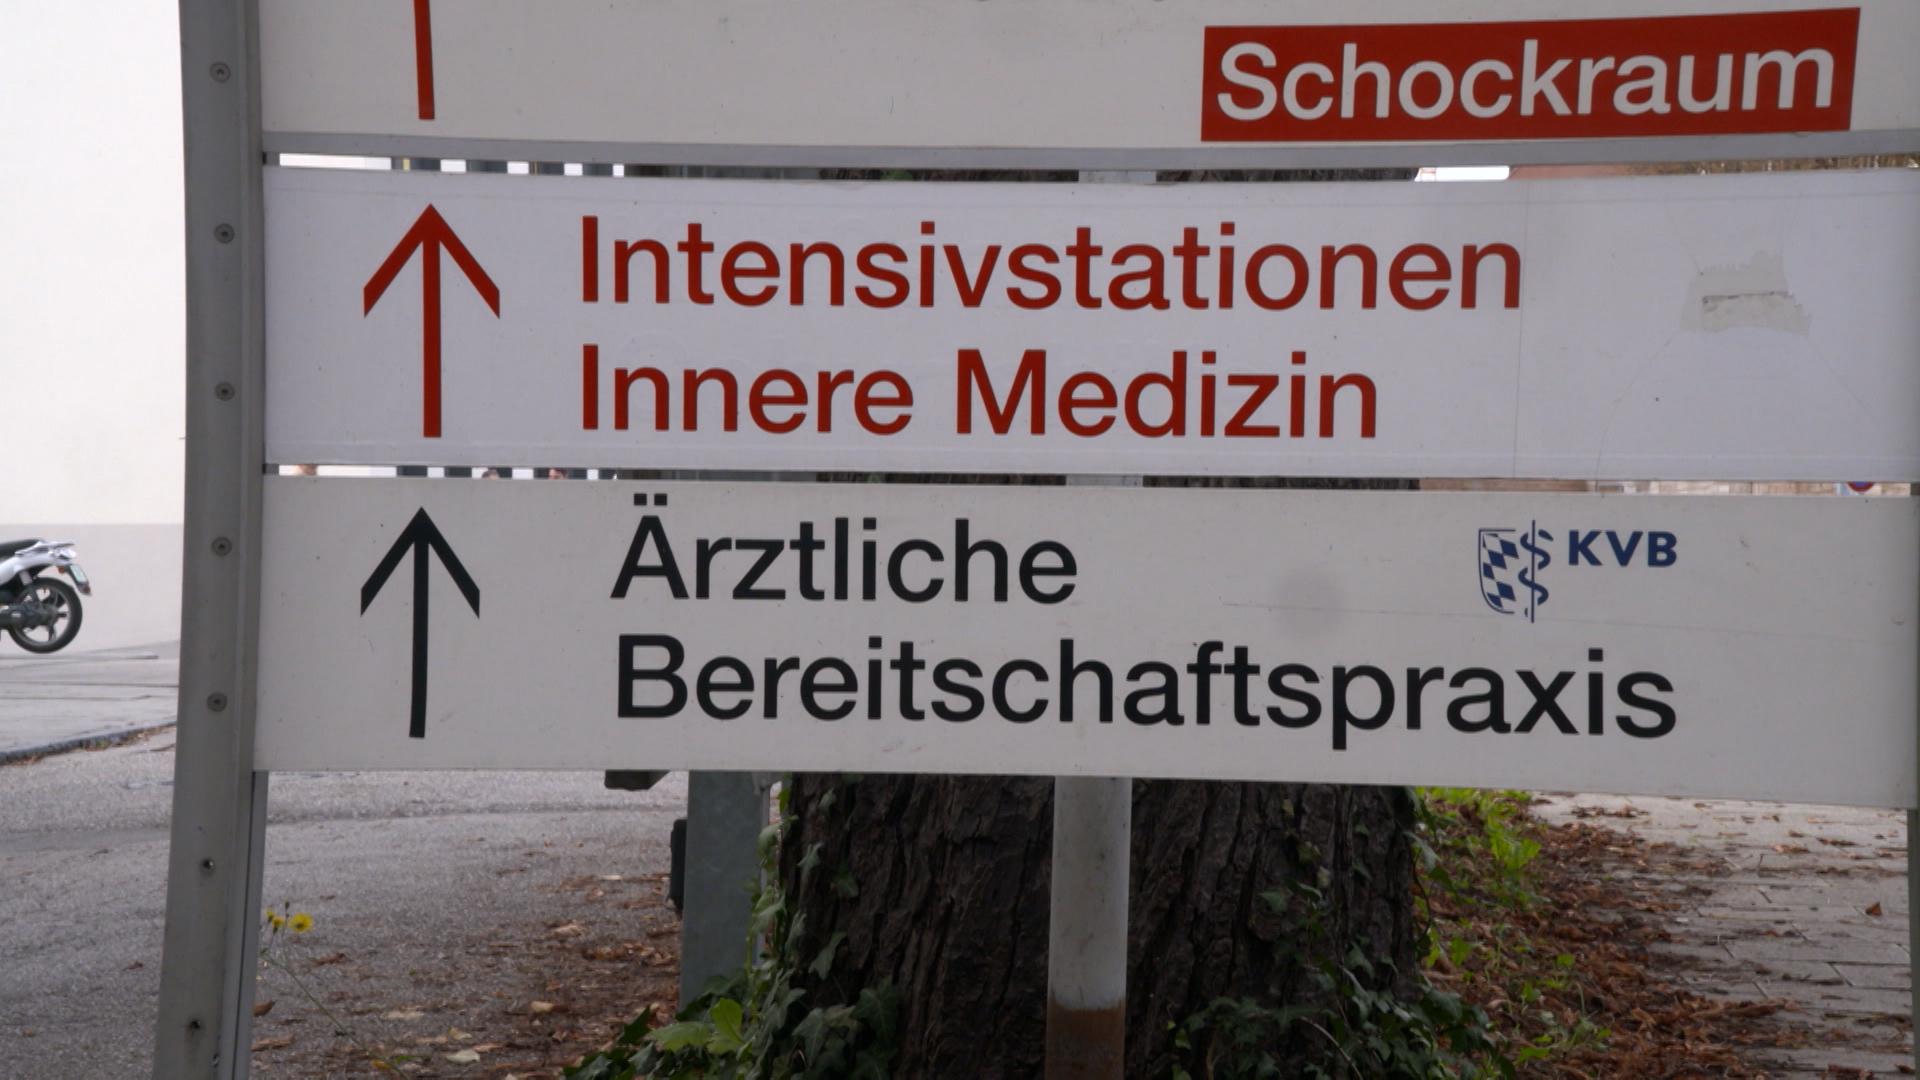 Schockraum
Intensivstationen
Innere Medizin
Ärztliche
KVB
Bereitschaftspraxis